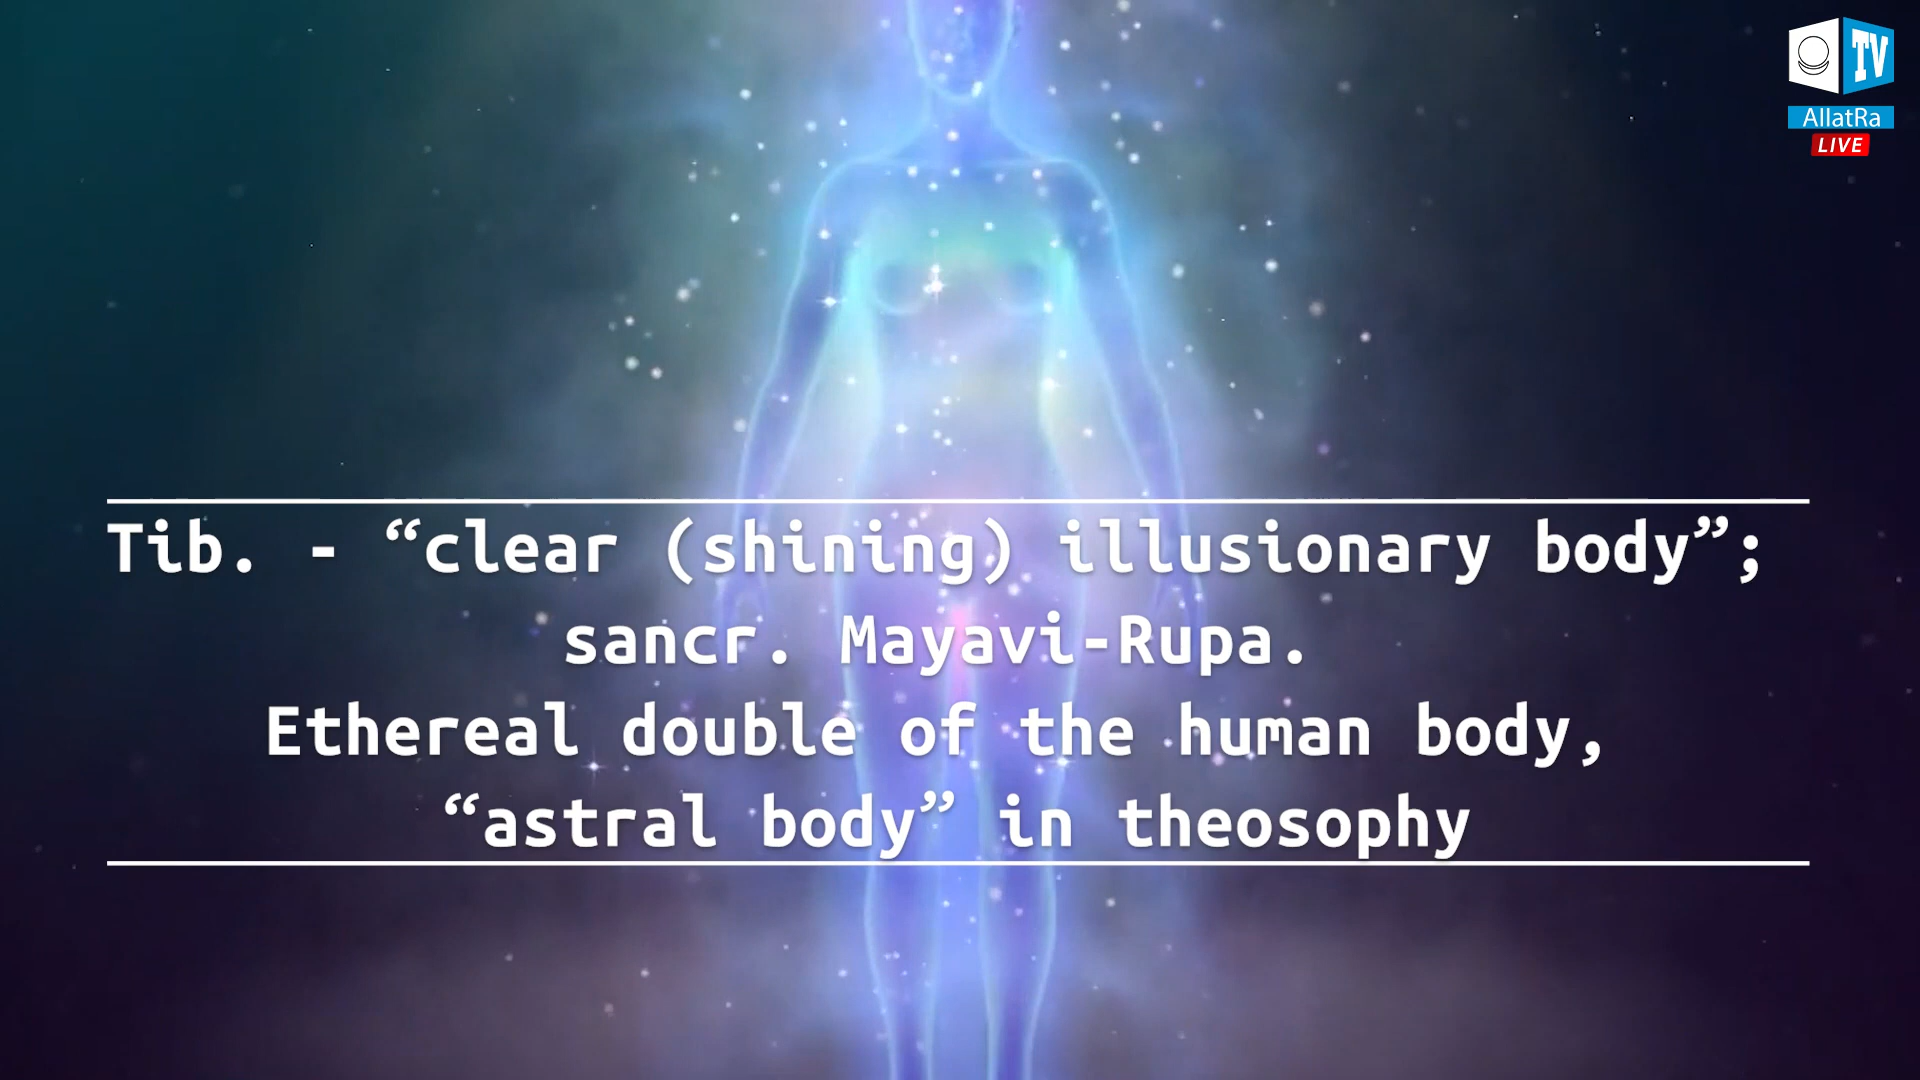 TV
AllatRa
LIVE
Tib. - “clear (shining) illusionary body”;
sancr. Mayavi-Rupa.
Ethereal double of the human body,
“astral body” in theosophy